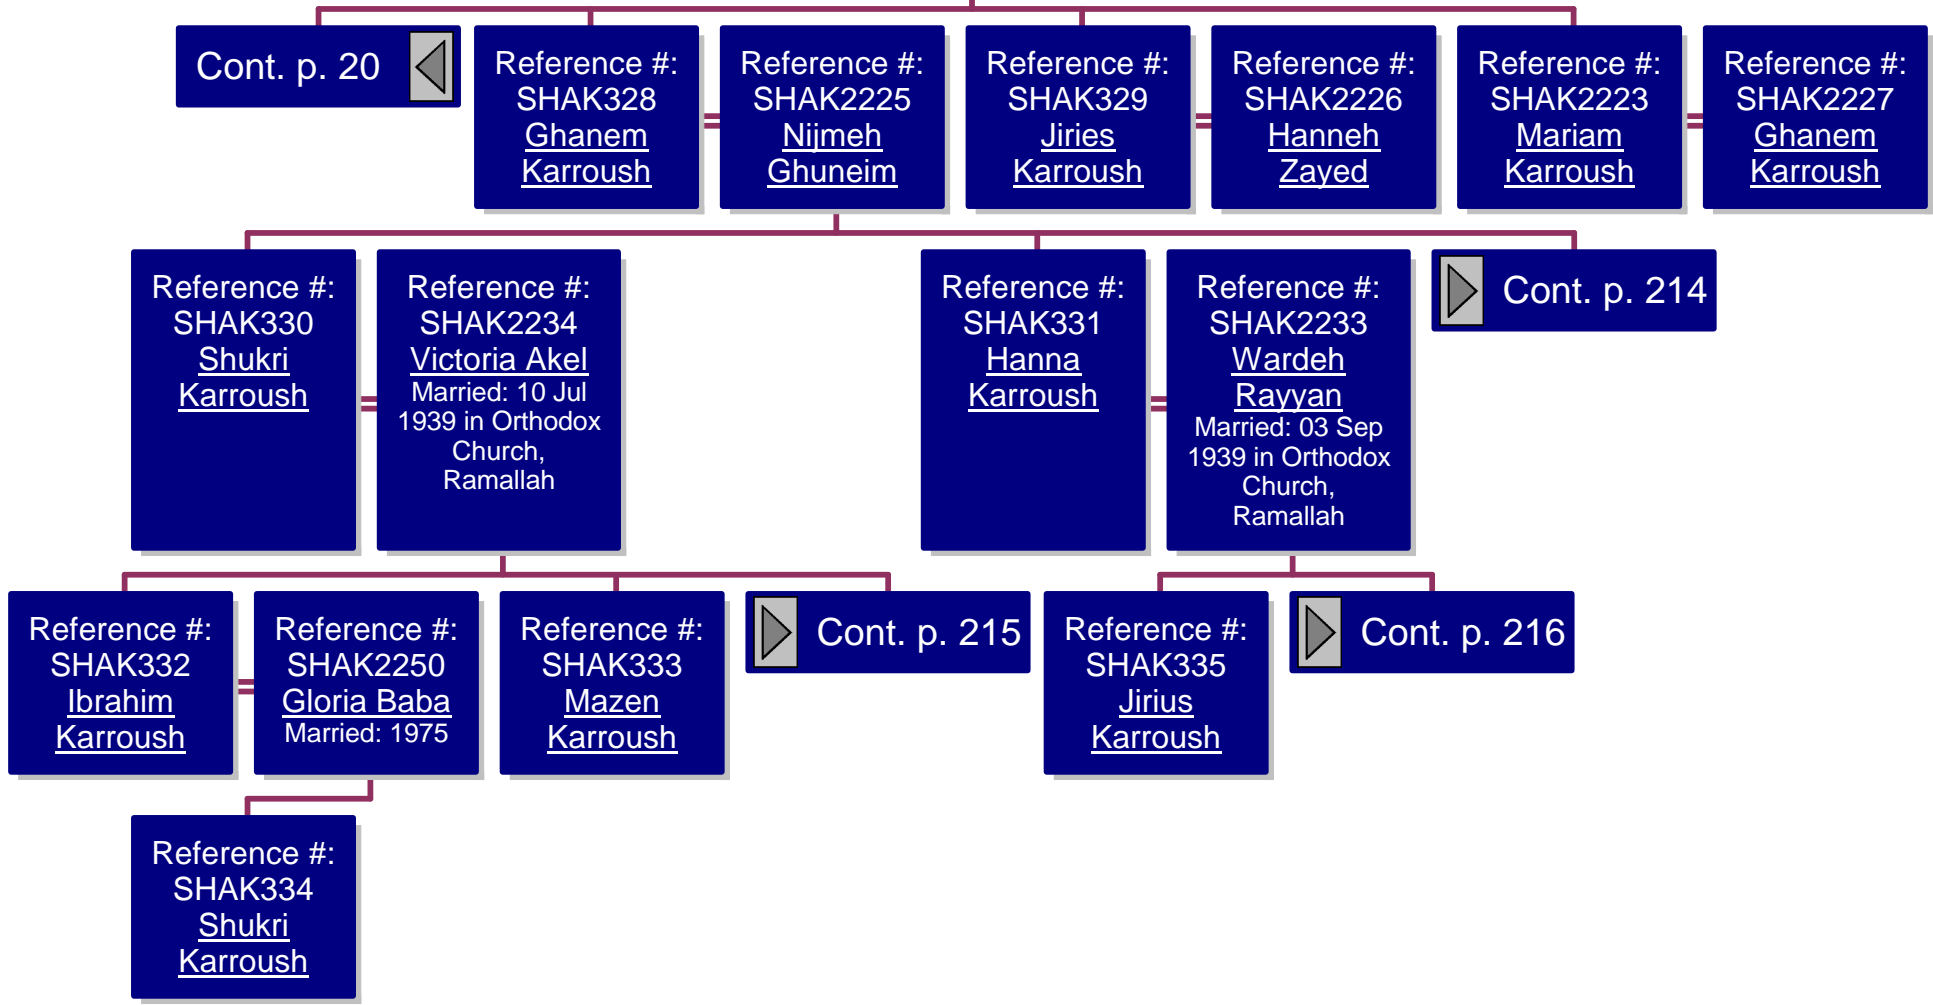 Cont. p. 20
Reference #:
SHAK328
Ghanem
Karroush
Reference #:
SHAK2225
Nijmeh
Ghuneim
Reference #:
SHAK329
Jiries
Karroush
Reference #:
SHAK2226
Hanneh
Zayed
Reference #:
SHAK2223
Mariam
Karroush
Reference #:
SHAK2227
Ghanem
Karroush
Reference #:
SHAK330
Shukri
Karroush
Reference #:
SHAK2234
Victoria Akel
Married: 10 Jul
1939 in Orthodox
Church,
Ramallah
Reference #:
SHAK331
Hanna
Karroush
Reference #:
SHAK2233
Wardeh
Rayyan
Married: 03 Sep
1939 in Orthodox
Church,
Ramallah
Cont. p. 214
Reference #:
SHAK332
Ibrahim
Karroush
Reference #:
SHAK2250
Gloria Baba
Married: 1975
Reference #:
SHAK333
Mazen
Karroush
Cont. p. 215
Reference #:
SHAK335
Jirius
Karroush
Cont. p. 216
Reference #:
SHAK334
Shukri
Karroush